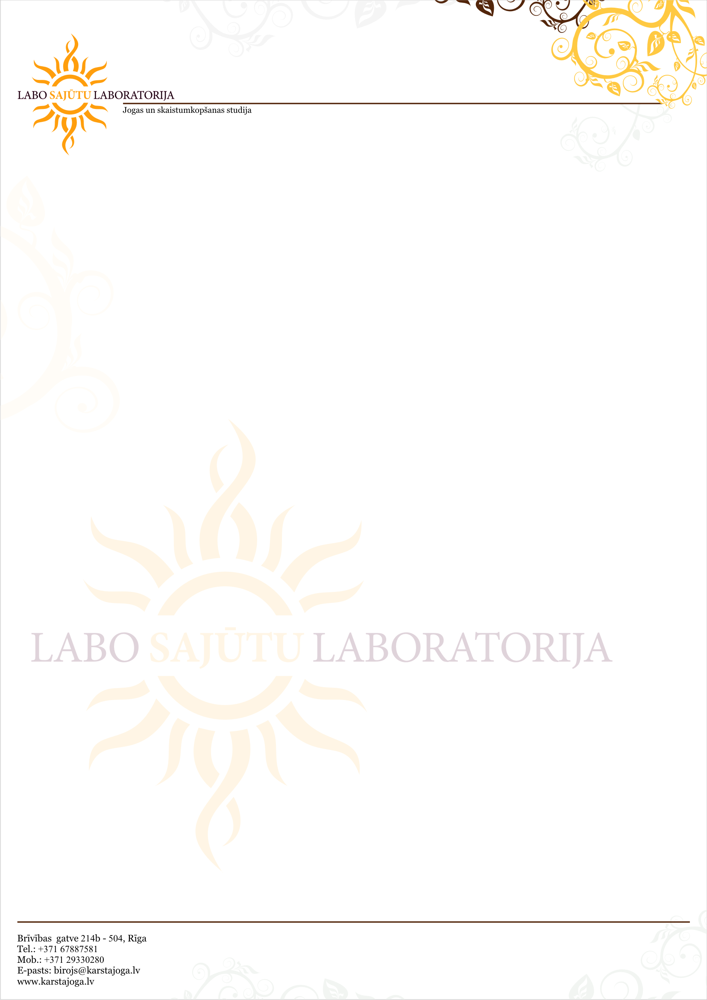 LABO SAJŪTU LABORATORIJA
Jogas un skaistumkopšanas studija
LABO SAJŪTU LABORATORIJA
Brīvības gatve 214b - 504, Rīga
Tel.: +371 67887581
Mob.: +371 29330280
E-pasts: birojs@karstajoga.lv
www.karstajoga.lv